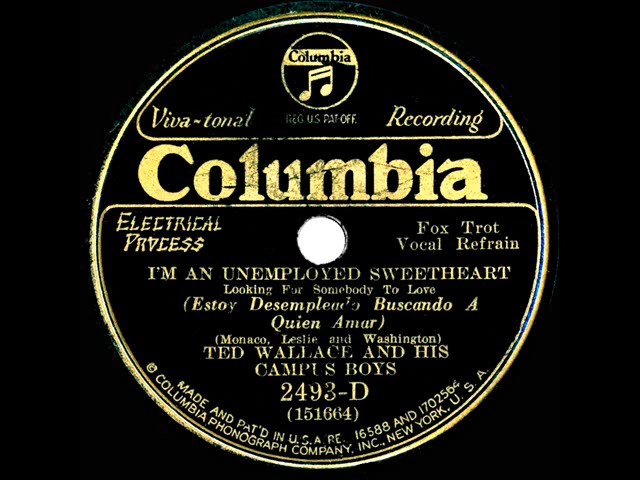 Columbia
REG. U.S. PAT. OFF.
Viva-tonal Recording
Columbia
ELECTRICAL PROCESS
Fox Trot
Vocal Refrain
I'M AN UNEMPLOYED SWEETHEART
Looking For Somebody To Love
(Estoy Desempleado Buscando A
Quien Amar)
(Monaco, Leslie and Washington)
TED WALLACE AND HIS
CAMPUS BOYS
2493-D
(151664)
MADE AND PAT'D IN U.S.A. RE. 16588 AND 1702564
© COLUMBIA PHONOGRAPH COMPANY, INC., NEW YORK, U. S. A.